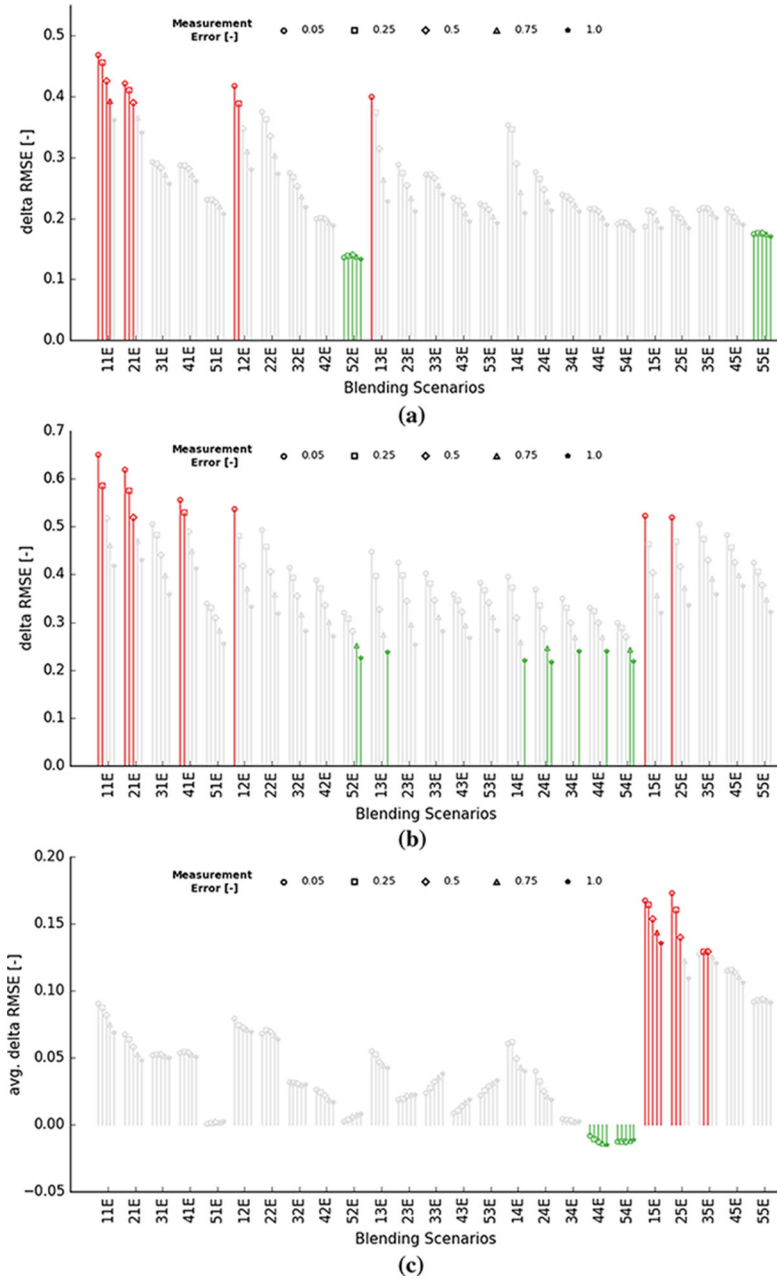 Measurement
Error [-]
0.05 0.25 0.5 0.75 1.0
0.5
0.4
0.3
0.2
0.1
0.0
delta RMSE [-]
11E 21E 31E 41E 51E 12E 22E 32E 42E 52E 13E 23E 33E 43E 53E 14E 24E 34E 44E 54E 15E 25E 35E 45E 55E
Blending Scenarios
(a)
Measurement
Error [-]
0.05 0.25 0.5 0.75 1.0
0.7
0.6
0.5
0.4
0.3
0.2
0.1
0.0
delta RMSE [-]
11E 21E 31E 41E 51E 12E 22E 32E 42E 52E 13E 23E 33E 43E 53E 14E 24E 34E 44E 54E 15E 25E 35E 45E 55E
Blending Scenarios
(b)
Measurement
Error [-]
0.05 0.25 0.5 0.75 1.0
0.20
0.15
0.10
0.05
0.00
−0.05
avg. delta RMSE [-]
11E 21E 31E 41E 51E 12E 22E 32E 42E 52E 13E 23E 33E 43E 53E 14E 24E 34E 44E 54E 15E 25E 35E 45E 55E
Blending Scenarios
(c)